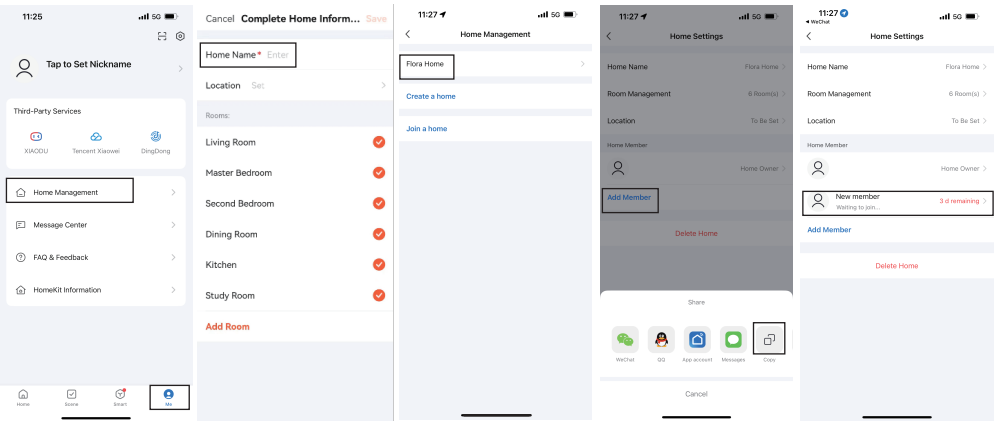 11:25
5G
Tap to Set Nickname
Third-Party Services
XIAODU
Tencent Xiaowei
DingDong
Home Management
Message Center
FAQ & Feedback
HomeKit Information
Home
Scene
Smart
Me
Cancel Complete Home Inform... Save
Home Name* Enter
Location Set
Rooms:
Living Room
Master Bedroom
Second Bedroom
Dining Room
Kitchen
Study Room
Add Room
11:27
5G
Home Management
Flora Home
Create a home
Join a home
11:27
5G
Home Settings
Home Name Flora Home
Room Management 6 Room(s)
Location To Be Set
Home Member
Home Owner
Add Member
Delete Home
Share
WeChat
QQ
App account
Messages
Copy
Cancel
11:27
5G
WeChat
Home Settings
Home Name Flora Home
Room Management 6 Room(s)
Location To Be Set
Home Member
Home Owner
New member
Waiting to join...
3 d remaining
Add Member
Delete Home